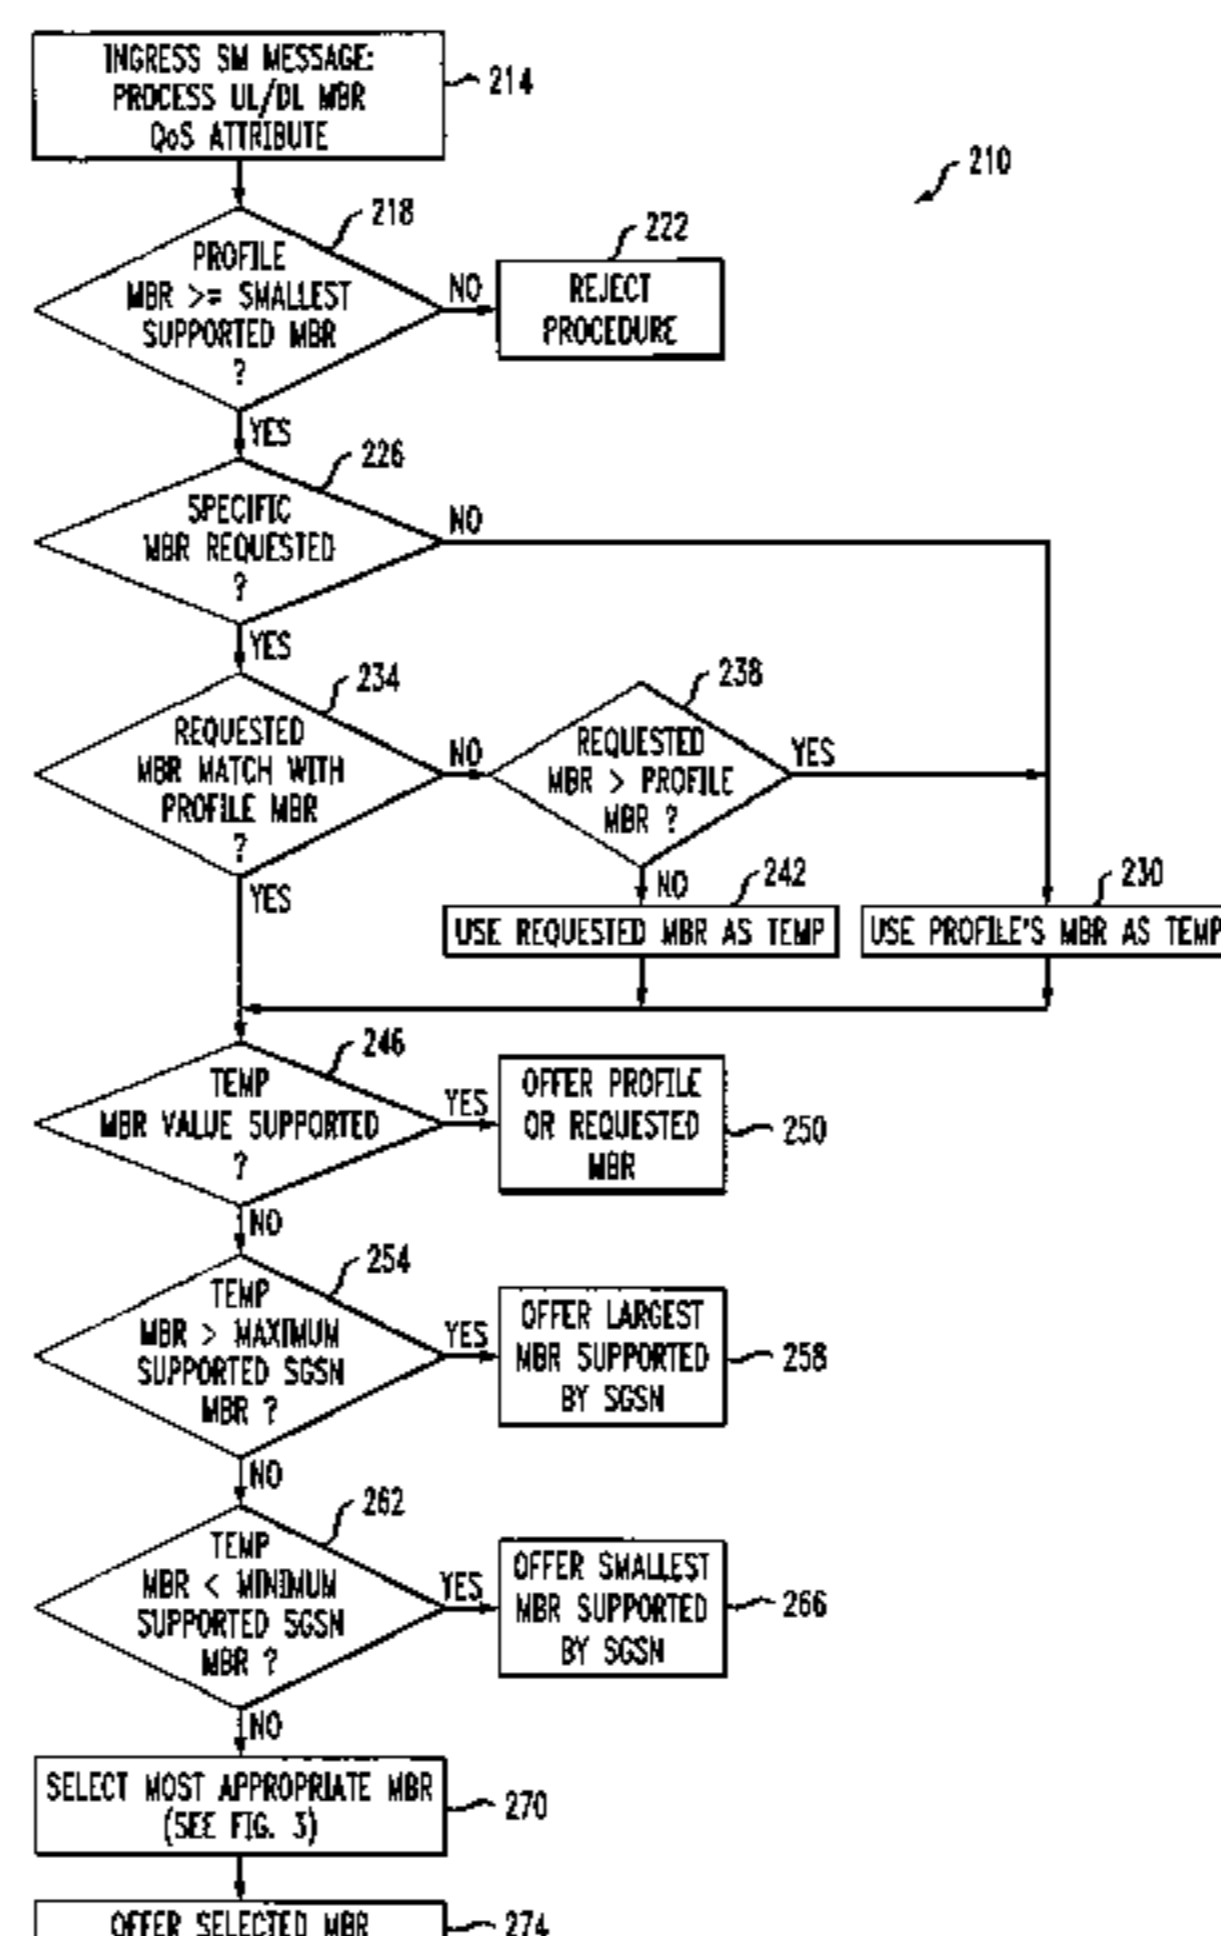 INGRESS SM MESSAGE:
PROCESS UL/DL MBR
QoS ATTRIBUTE
214
210
218
PROFILE
MBR >= SMALLEST
SUPPORTED MBR
?
NO
222
REJECT
PROCEDURE
YES
226
SPECIFIC
MBR REQUESTED
?
NO
YES
234
REQUESTED
MBR MATCH WITH
PROFILE MBR
?
NO
238
REQUESTED
MBR > PROFILE
MBR ?
YES
NO
YES
242
USE REQUESTED MBR AS TEMP
230
USE PROFILE'S MBR AS TEMP
246
TEMP
MBR VALUE SUPPORTED
?
YES
OFFER PROFILE
OR REQUESTED
MBR
250
NO
254
TEMP
MBR > MAXIMUM
SUPPORTED SGSN
MBR ?
YES
OFFER LARGEST
MBR SUPPORTED
BY SGSN
258
NO
262
TEMP
MBR < MINIMUM
SUPPORTED SGSN
MBR ?
YES
OFFER SMALLEST
MBR SUPPORTED
BY SGSN
266
NO
SELECT MOST APPROPRIATE MBR
(SEE FIG. 3)
270
OFFER SELECTED MBR
274